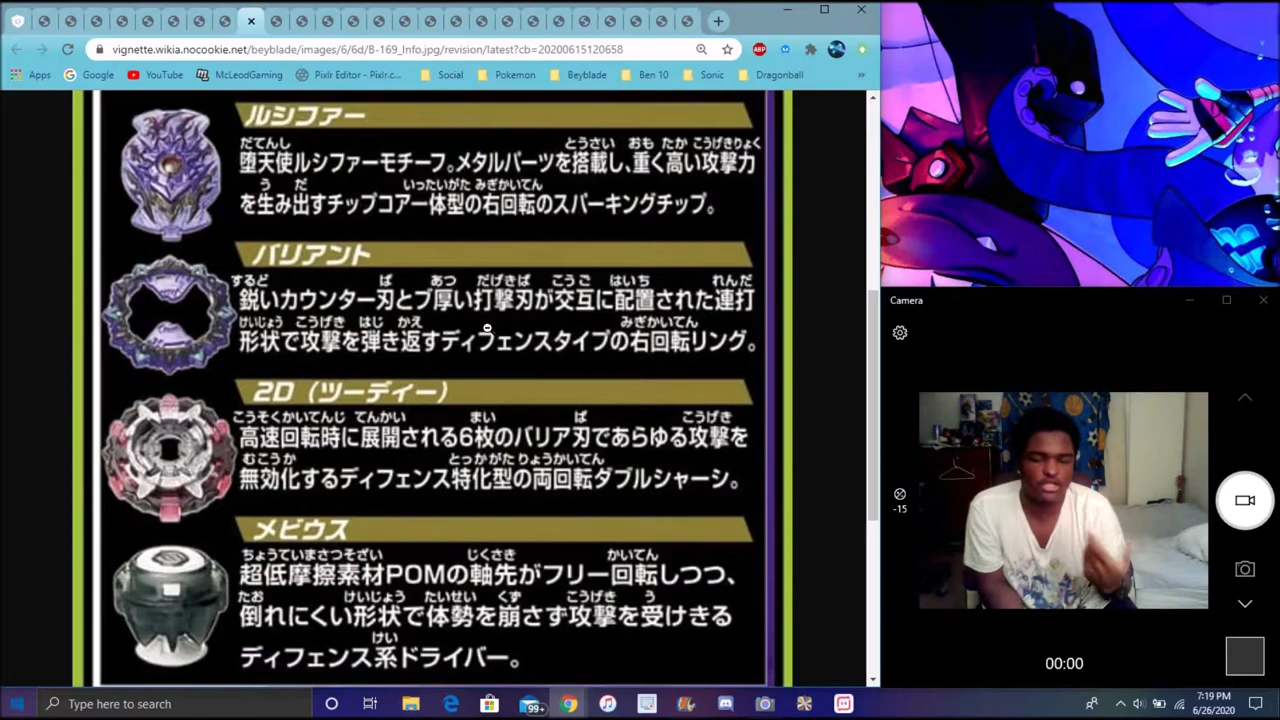 vignette.wikia.nocookie.net/beyblade/images/6/6d/B-169_Info.jpg/revision/latest?cb=20200615120658
ABP
Apps Google YouTube McLeodGaming Pixlr Editor - Pixlr.c... Social Pokemon Beyblade Ben 10 Sonic Dragonball »
ルシファー
だてんし とうさい おも たか こうげきりょく
堕天使ルシファーモチーフ。メタルパーツを搭載し、重く高い攻撃力
う だ いったいがた みぎかいてん
を生み出すチップコアー体型の右回転のスパーキングチップ。
バリアント
するど ば あつ だげきば こうご はいち れんだ
鋭いカウンター刃とブ厚い打撃刃が交互に配置された連打
けいじょう こうげき はじ かえ みぎかいてん
形状で攻撃を弾き返すディフェンスタイプの右回転リング。
2D(ツーディー)
こうそくかいてんじ てんかい まい ば こうげき
高速回転時に展開される6枚のバリア刃であらゆる攻撃を
むこうか とっかがた りょうかいてん
無効化するディフェンス特化型の両回転ダブルシャーシ。
メビウス
ちょうていまさつそざい じくさき かいてん
超低摩擦素材POMの軸先がフリー回転しつつ、
たお けいじょう たいせい くず こうげき う
倒れにくい形状で体勢を崩さず攻撃を受けきる
けい
ディフェンス系ドライバー。
Camera
-15
00:00
Type here to search
99+
7:19 PM
6/26/2020